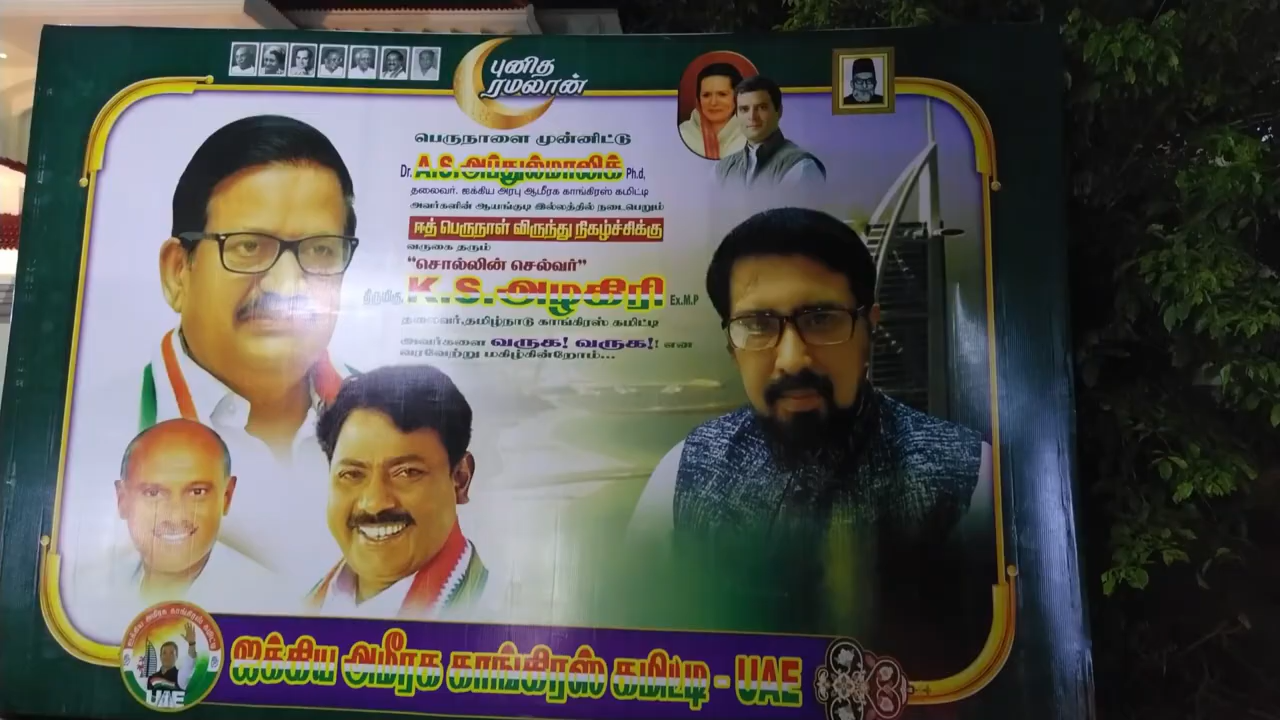 புனித
ரமலான்
பெருநாளை முன்னிட்டு
Dr. A.S.அப்துல்மாலிக் Ph.d,
தலைவர். ஐக்கிய அரபு ஆமீரக காங்கிரஸ் கமிட்டி
அவர்களின் ஆயங்குடி இல்லத்தில் நடைபெறும்
ஈத் பெருநாள் விருந்து நிகழ்ச்சிக்கு
வருகை தரும்
"சொல்லின் செல்வர்"
திருமிகு. K.S.அழகிரி Ex.M.P
தலைவர்,தமிழ்நாடு காங்கிரஸ் கமிட்டி
அவர்களை வருக! வருக!! என
வரவேற்று மகிழ்கின்றோம்...
ஐக்கிய அமீரக காங்கிரஸ் கமிட்டி - UAE
UAE